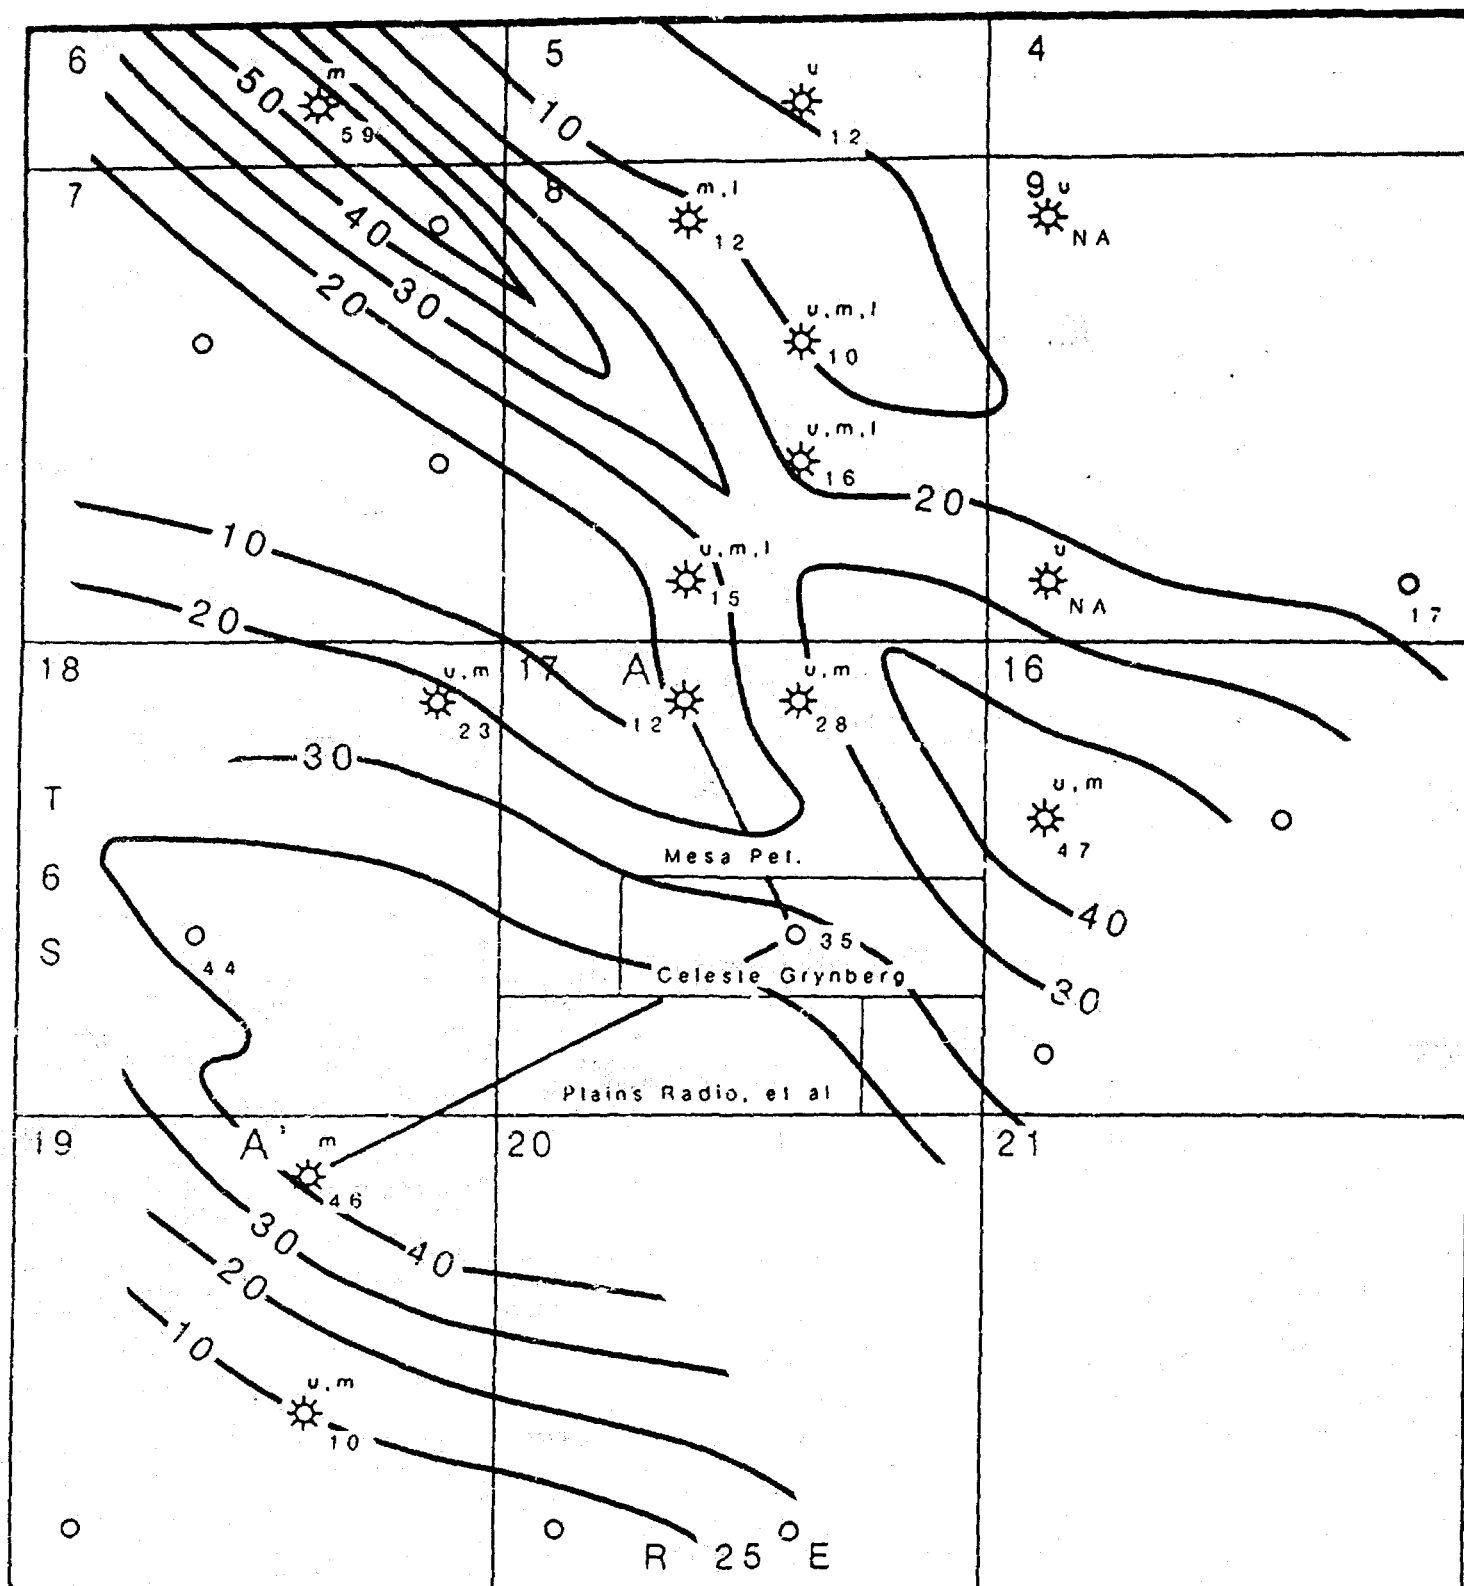 6 5 4
m u
50 10
59 12
7 8 9 u
m,l
40 12 NA
20 30 u,m,l
10
u,m,l
16
20
10 u,m,l u
15 NA 17
20
18 u,m 17 A u,m 16
23 12 28
30 u,m
T
Mesa Pet. 47
6
40
S 44 35
Celeste Grynberg
30
Plains Radio, et al
19 A' m 20 21
46
30 40
20
10
u,m
10
R 25 E